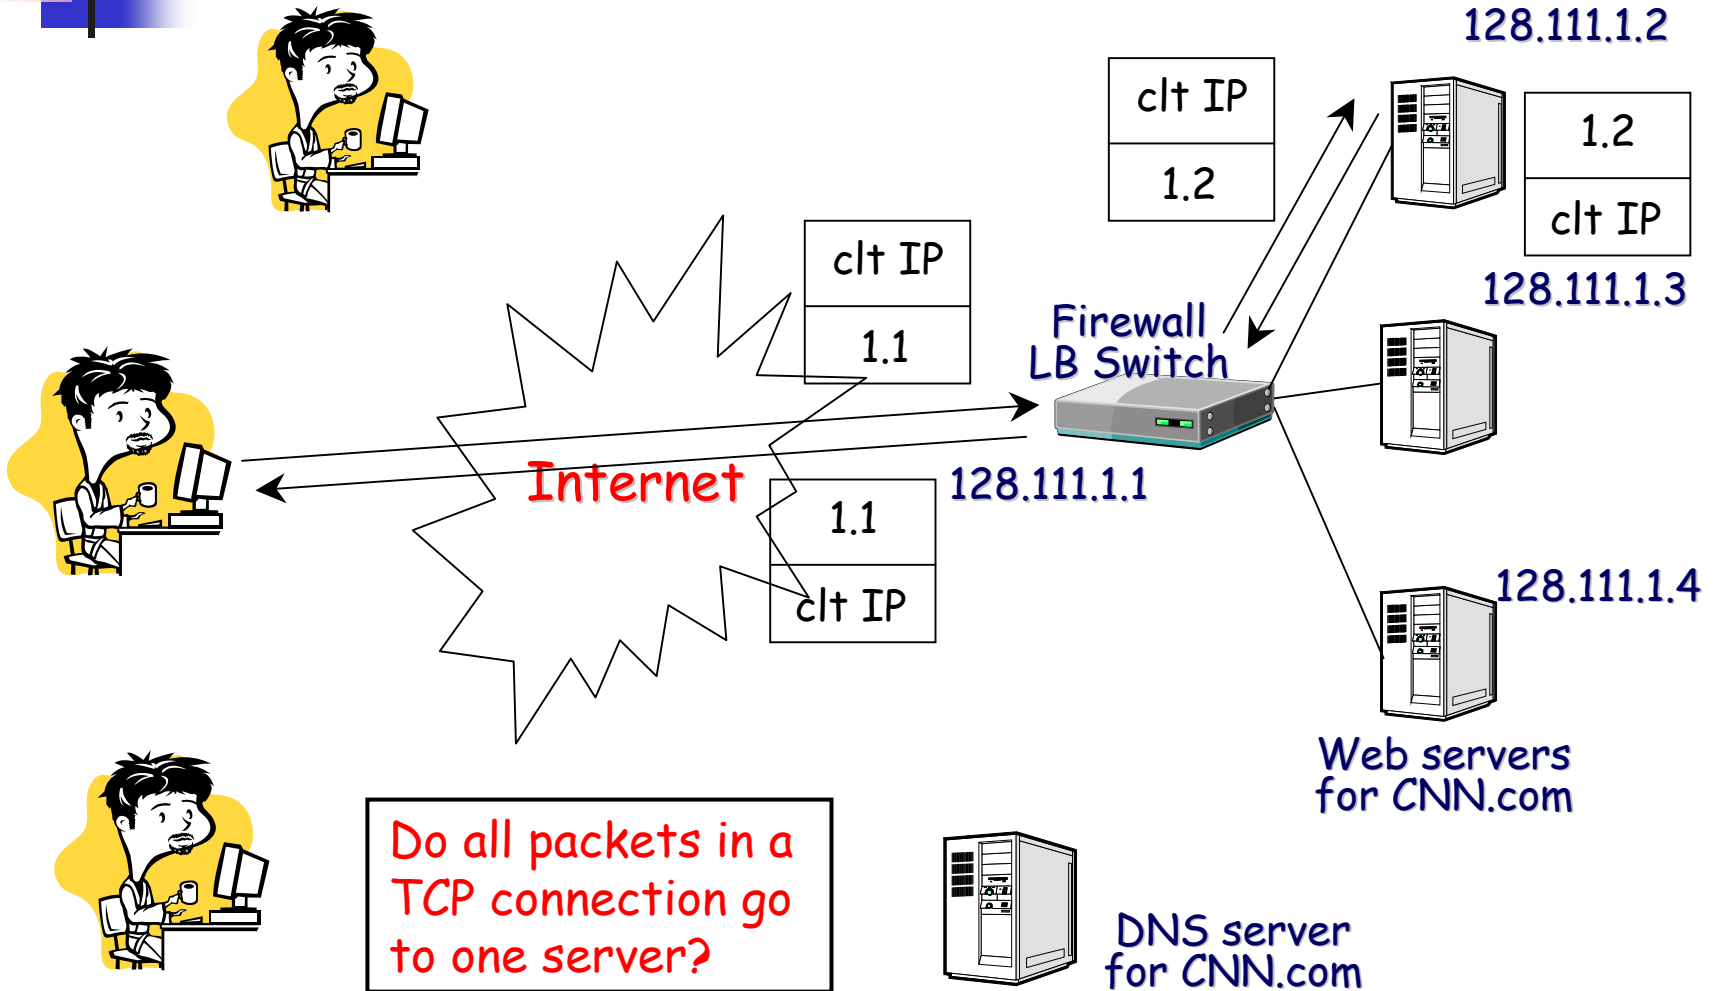 128.111.1.2
clt IP
1.2
1.2
clt IP
clt IP
1.1
128.111.1.3
Firewall
LB Switch
Internet
128.111.1.1
1.1
clt IP
128.111.1.4
Web servers
for CNN.com
Do all packets in a
TCP connection go
to one server?
DNS server
for CNN.com